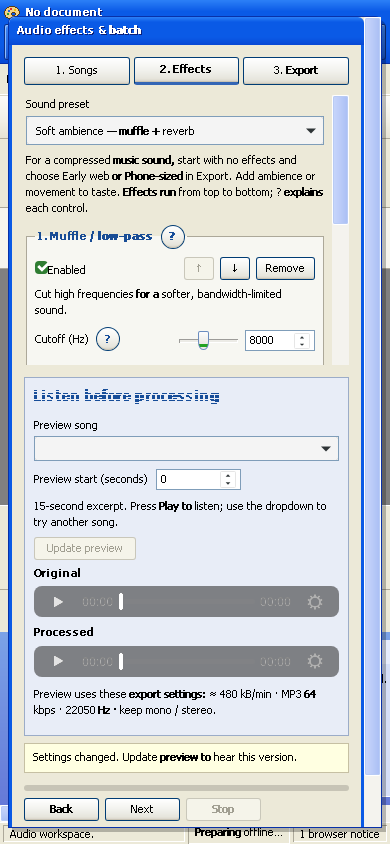 No document
Audio effects & batch
1. Songs
2. Effects
3. Export
Sound preset
Soft ambience — muffle + reverb
For a compressed music sound, start with no effects and
choose Early web or Phone-sized in Export. Add ambience or
movement to taste. Effects run from top to bottom; ? explains
each control.
1. Muffle / low-pass ?
Enabled ↑ ↓ Remove
Cut high frequencies for a softer, bandwidth-limited
sound.
Cutoff (Hz) ? 8000
Listen before processing
Preview song
Preview start (seconds) 0
15-second excerpt. Press Play to listen; use the dropdown to
try another song.
Update preview
Original
00:00 00:00
Processed
00:00 00:00
Preview uses these export settings: ≈ 480 kB/min · MP3 64
kbps · 22050 Hz · keep mono / stereo.
Settings changed. Update preview to hear this version.
Back Next Stop
Audio workspace. Preparing offline... 1 browser notice